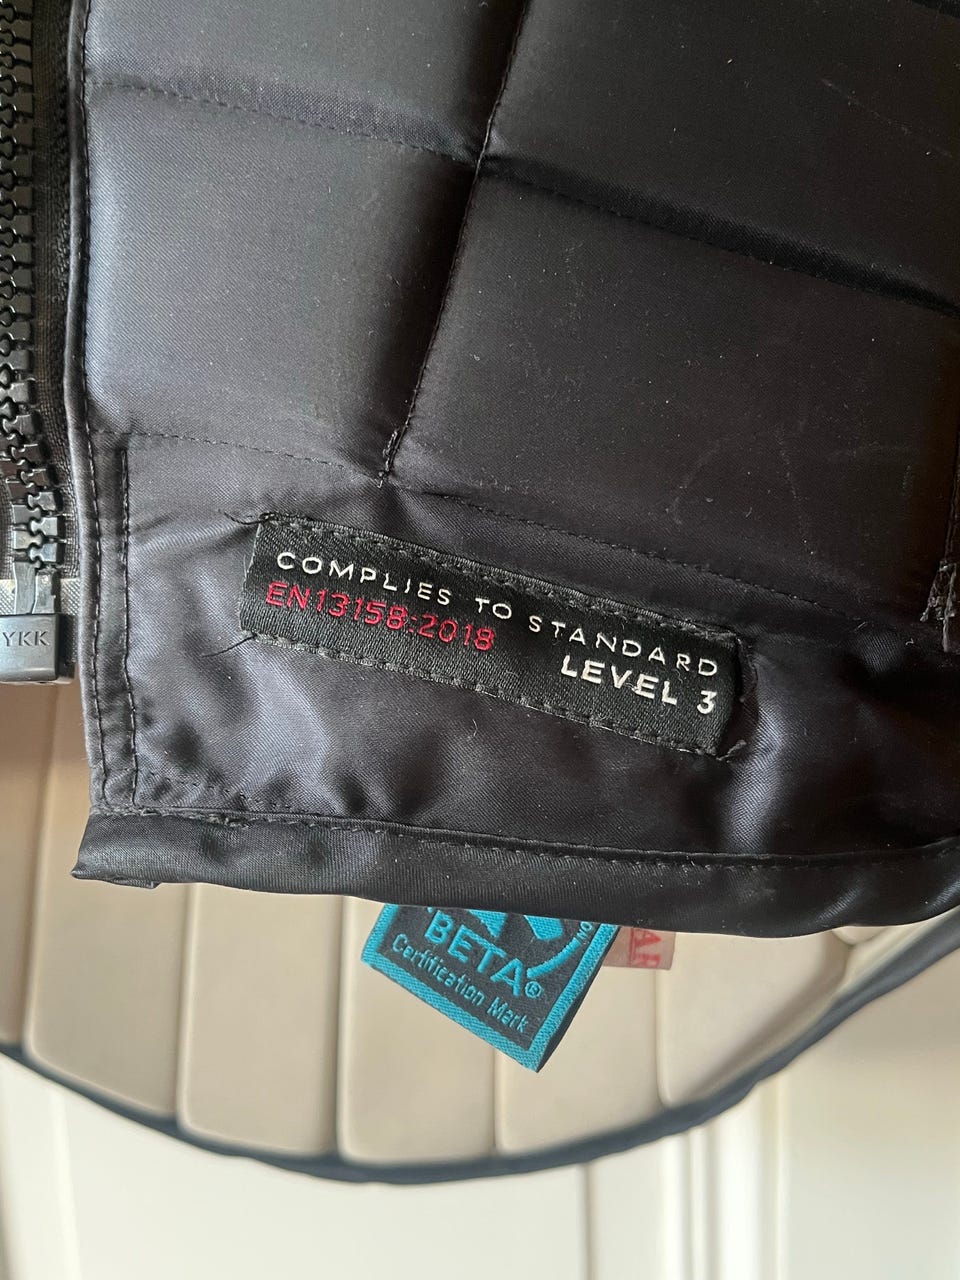 COMPLIES TO STANDARD
EN13158:2018
LEVEL 3
YKK
BETA®
Certification Mark